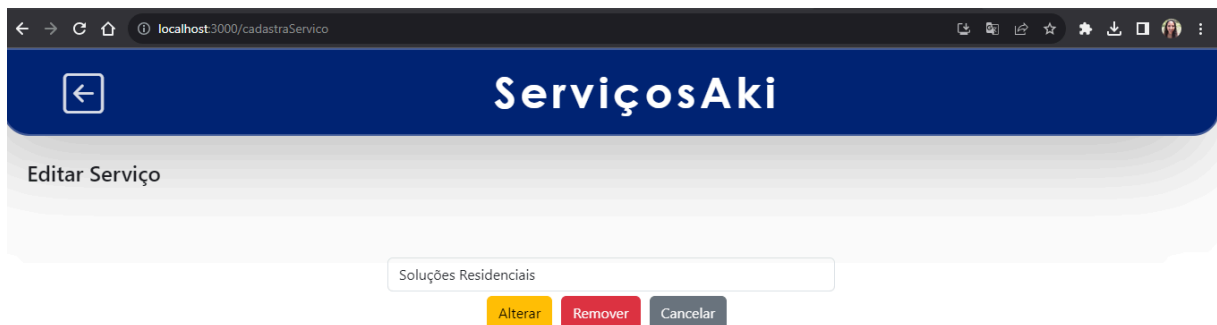 localhost:3000/cadastraServico
ServiçosAki
Editar Serviço
Soluções Residenciais
Alterar Remover Cancelar